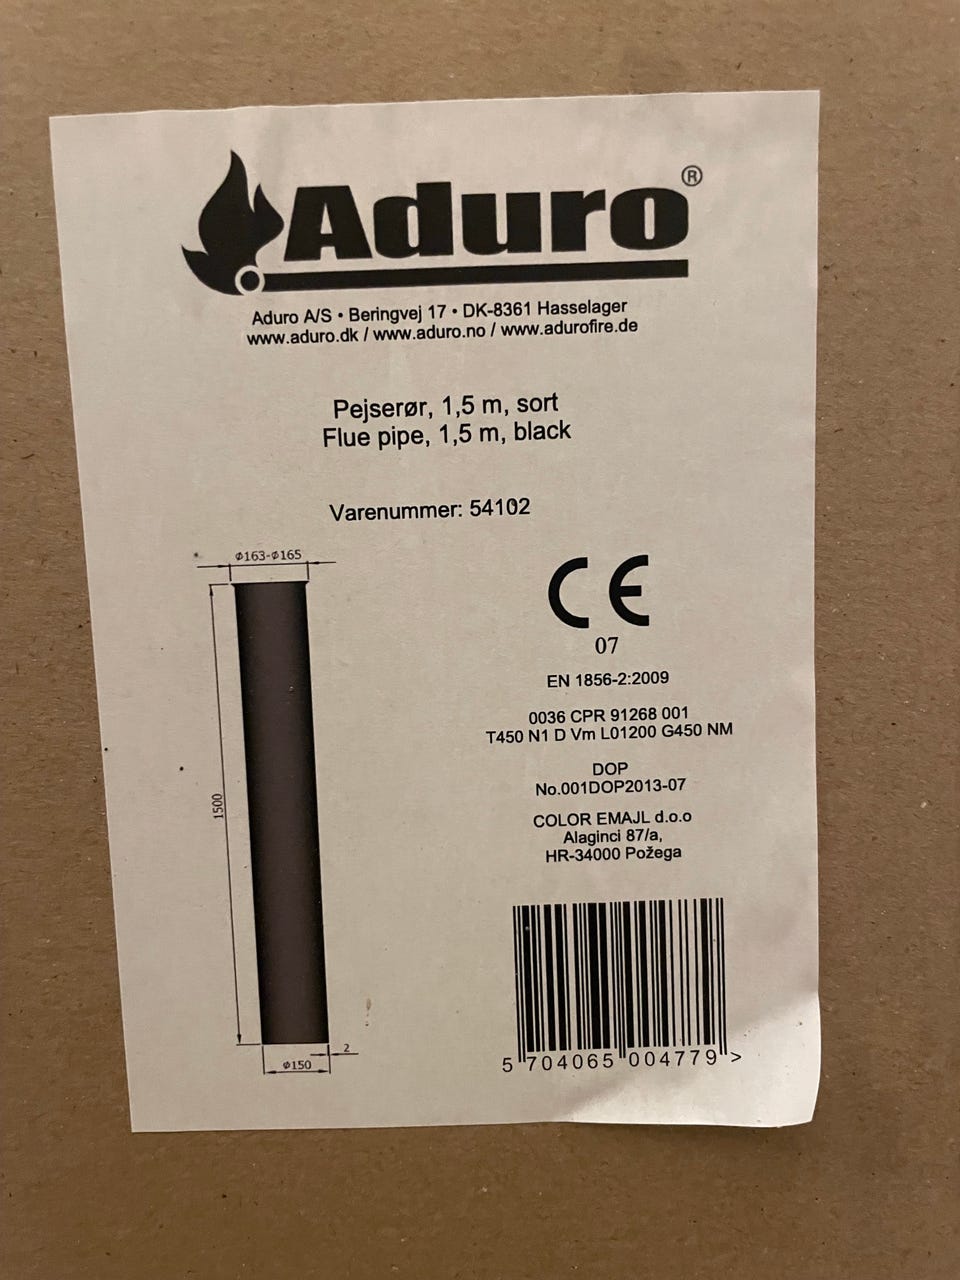 Aduro®
Aduro A/S • Beringvej 17 • DK-8361 Hasselager
www.aduro.dk / www.aduro.no / www.adurofire.de
Pejserør, 1,5 m, sort
Flue pipe, 1,5 m, black
Varenummer: 54102
Φ163-Φ165
1500
2
Φ150
CE
07
EN 1856-2:2009
0036 CPR 91268 001
T450 N1 D Vm L01200 G450 NM
DOP
No.001DOP2013-07
COLOR EMAJL d.o.o
Alaginci 87/a,
HR-34000 Požega
5 704065 004779 >